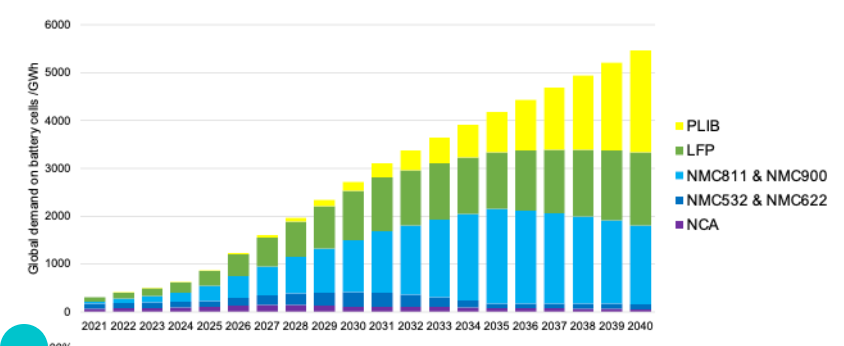 6000
5000
4000
3000
2000
1000
0
Global demand on battery cells /GWh
2021 2022 2023 2024 2025 2026 2027 2028 2029 2030 2031 2032 2033 2034 2035 2036 2037 2038 2039 2040
PLIB
LFP
NMC811 & NMC900
NMC532 & NMC622
NCA